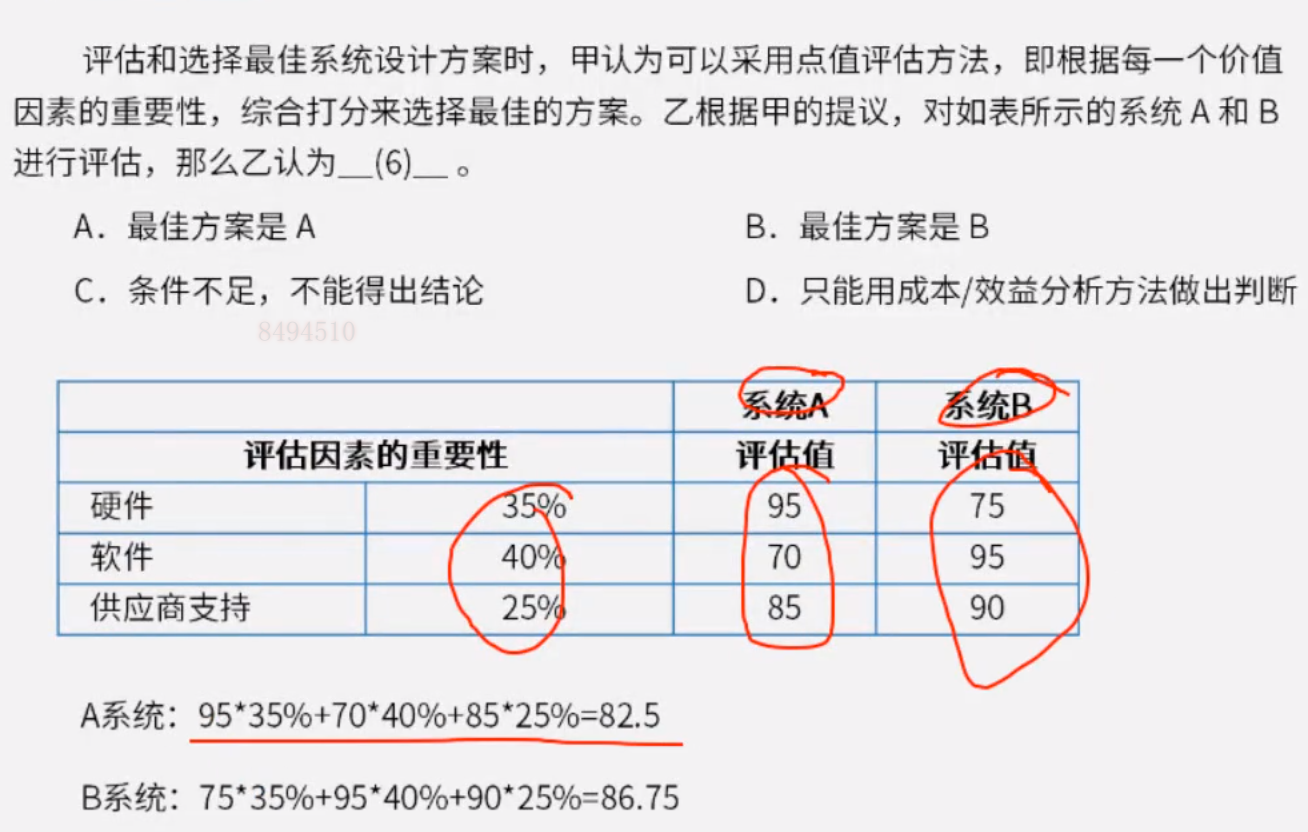 评估和选择最佳系统设计方案时，甲认为可以采用点值评估方法，即根据每一个价值
因素的重要性，综合打分来选择最佳的方案。乙根据甲的提议，对如表所示的系统 A 和 B
进行评估，那么乙认为__(6)__ 。
A．最佳方案是 A B．最佳方案是 B
C．条件不足，不能得出结论 D．只能用成本/效益分析方法做出判断
8494510
系统A 系统B
评估因素的重要性 评估值 评估值
硬件 35% 95 75
软件 40% 70 95
供应商支持 25% 85 90
A系统：95*35%+70*40%+85*25%=82.5
B系统：75*35%+95*40%+90*25%=86.75